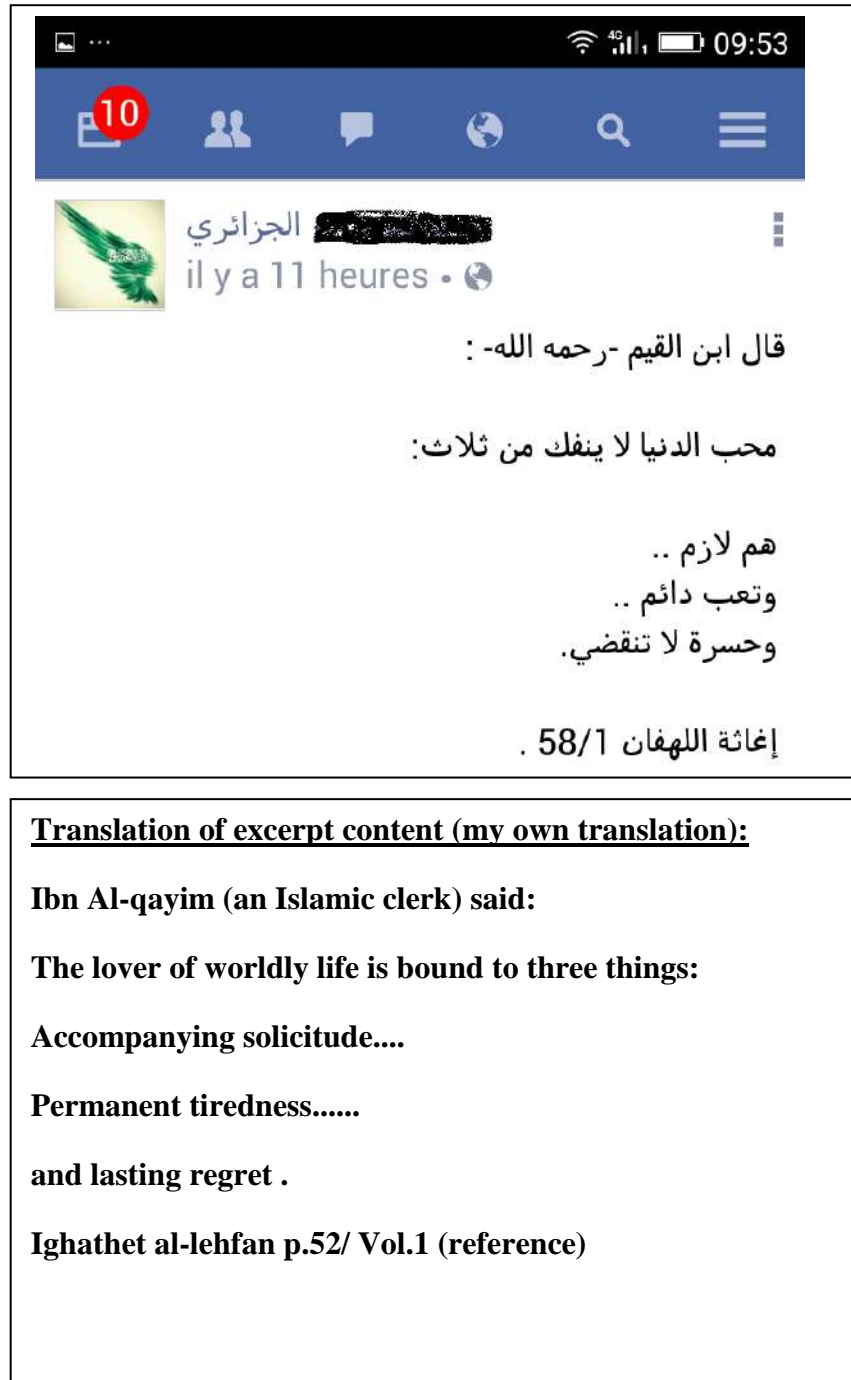 ... 4G 1 09:53
10
الجزائري
il y a 11 heures •
قال ابن القيم -رحمه الله- :
محب الدنيا لا ينفك من ثلاث:
هم لازم ..
وتعب دائم ..
وحسرة لا تنقضي.
إغاثة اللهفان 58/1 .
Translation of excerpt content (my own translation):
Ibn Al-qayim (an Islamic clerk) said:
The lover of worldly life is bound to three things:
Accompanying solicitude....
Permanent tiredness......
and lasting regret .
Ighathet al-lehfan p.52/ Vol.1 (reference)